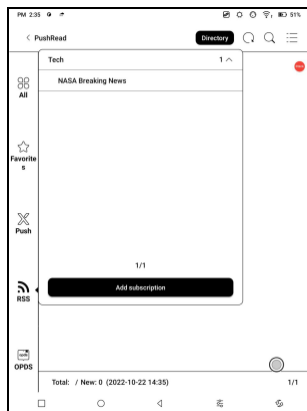 PM 2:35
51%
PushRead
Directory
Tech 1
NASA Breaking News
All
Favorite
s
Push
RSS
OPDS
1/1
Add subscription
Total: / New: 0 (2022-10-22 14:35)
1/1